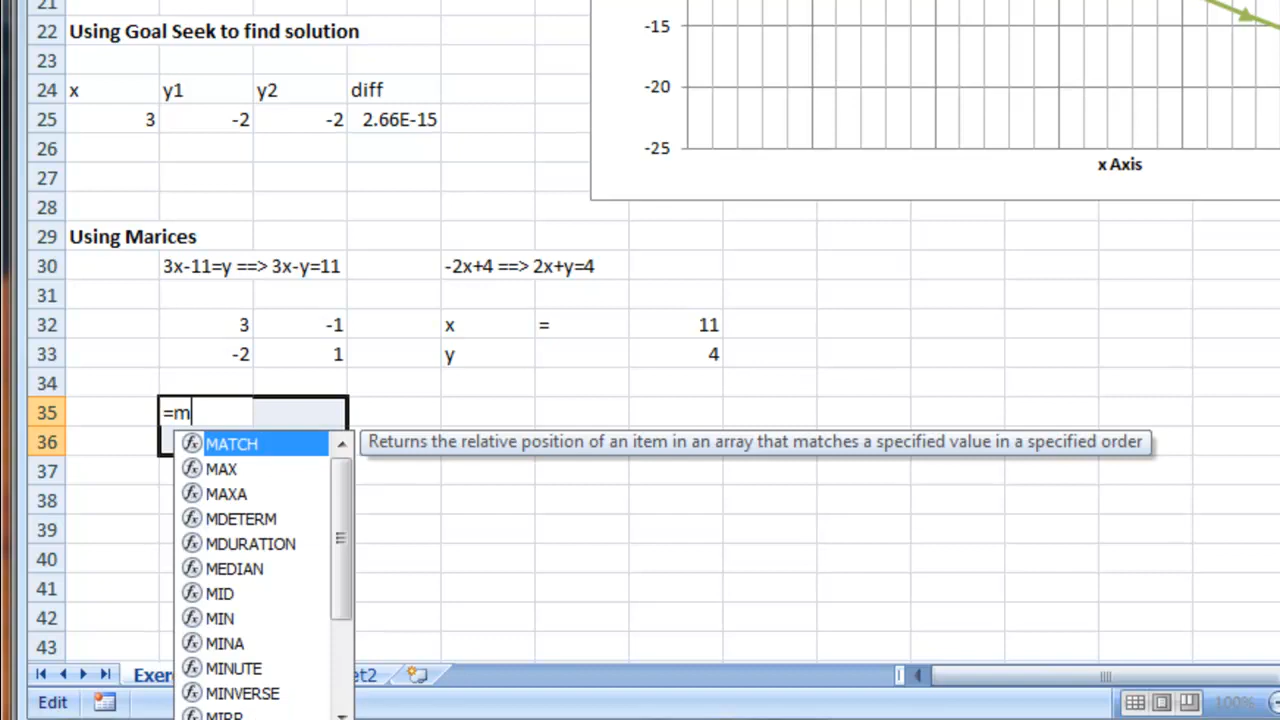 21
-15
22 Using Goal Seek to find solution
23
-20
24 x y1 y2 diff
25 3 -2 -2 2.66E-15
26 -25
27 x Axis
28
29 Using Marices
30 3x-11=y ==> 3x-y=11 -2x+4 ==> 2x+y=4
31
32 3 -1 x = 11
33 -2 1 y 4
34
35 =m
36 MATCH Returns the relative position of an item in an array that matches a specified value in a specified order
37 MAX
38 MAXA
39 MDETERM
MDURATION
40 MEDIAN
41 MID
42 MIN
43 MINA
Exer MINUTE et2
MINVERSE
Edit 100%
MIRR